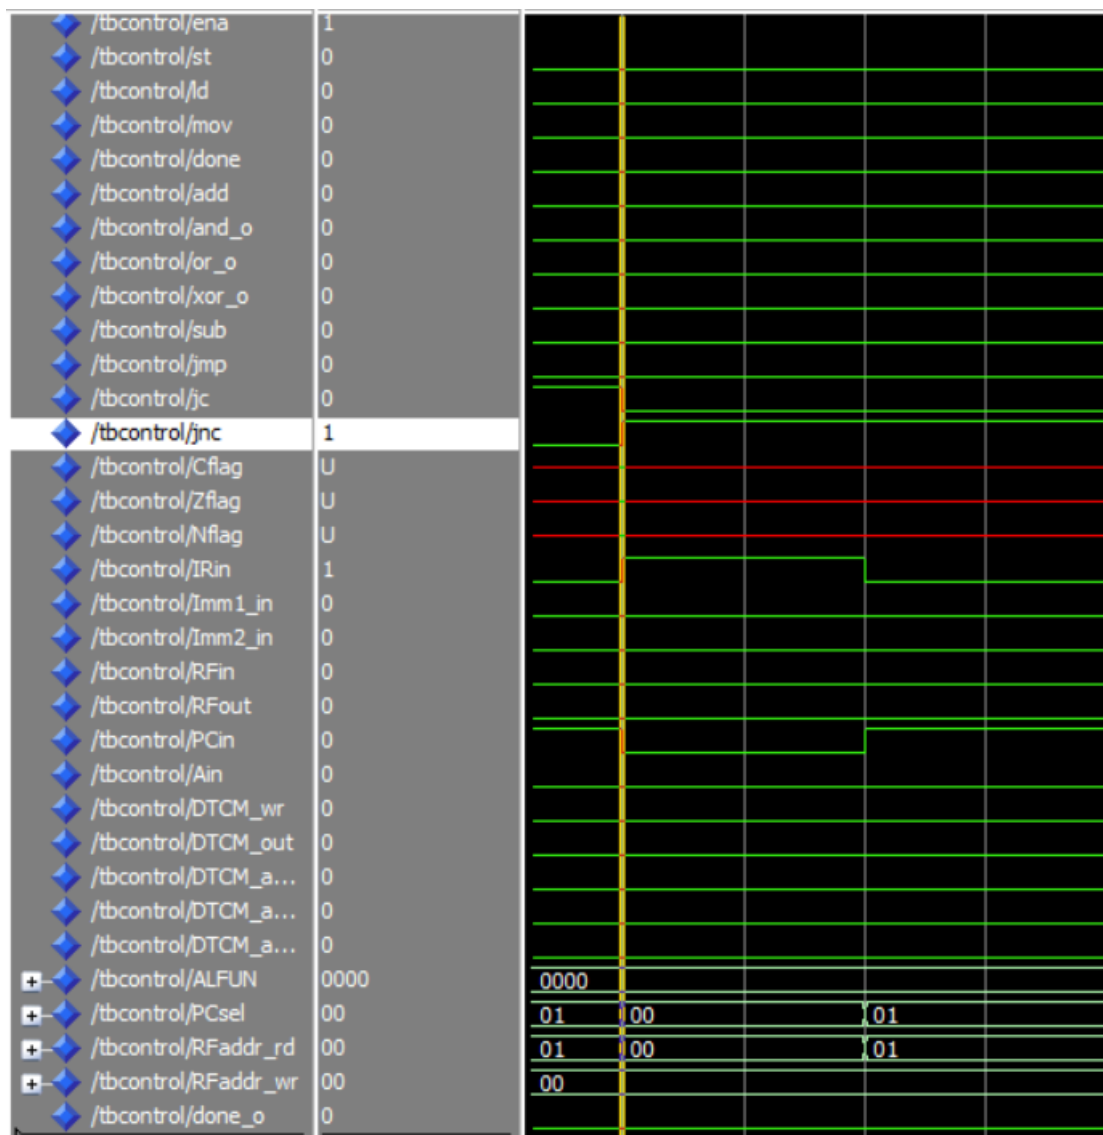 /tbcontrol/ena 1
/tbcontrol/st 0
/tbcontrol/ld 0
/tbcontrol/mov 0
/tbcontrol/done 0
/tbcontrol/add 0
/tbcontrol/and_o 0
/tbcontrol/or_o 0
/tbcontrol/xor_o 0
/tbcontrol/sub 0
/tbcontrol/jmp 0
/tbcontrol/jc 0
/tbcontrol/jnc 1
/tbcontrol/Cflag U
/tbcontrol/Zflag U
/tbcontrol/Nflag U
/tbcontrol/IRin 1
/tbcontrol/Imm1_in 0
/tbcontrol/Imm2_in 0
/tbcontrol/RFin 0
/tbcontrol/RFout 0
/tbcontrol/PCin 0
/tbcontrol/Ain 0
/tbcontrol/DTCM_wr 0
/tbcontrol/DTCM_out 0
/tbcontrol/DTCM_a... 0
/tbcontrol/DTCM_a... 0
/tbcontrol/DTCM_a... 0
/tbcontrol/ALFUN 0000 0000
/tbcontrol/PCsel 00 01 00 01
/tbcontrol/RFaddr_rd 00 01 00 01
/tbcontrol/RFaddr_wr 00 00
/tbcontrol/done_o 0